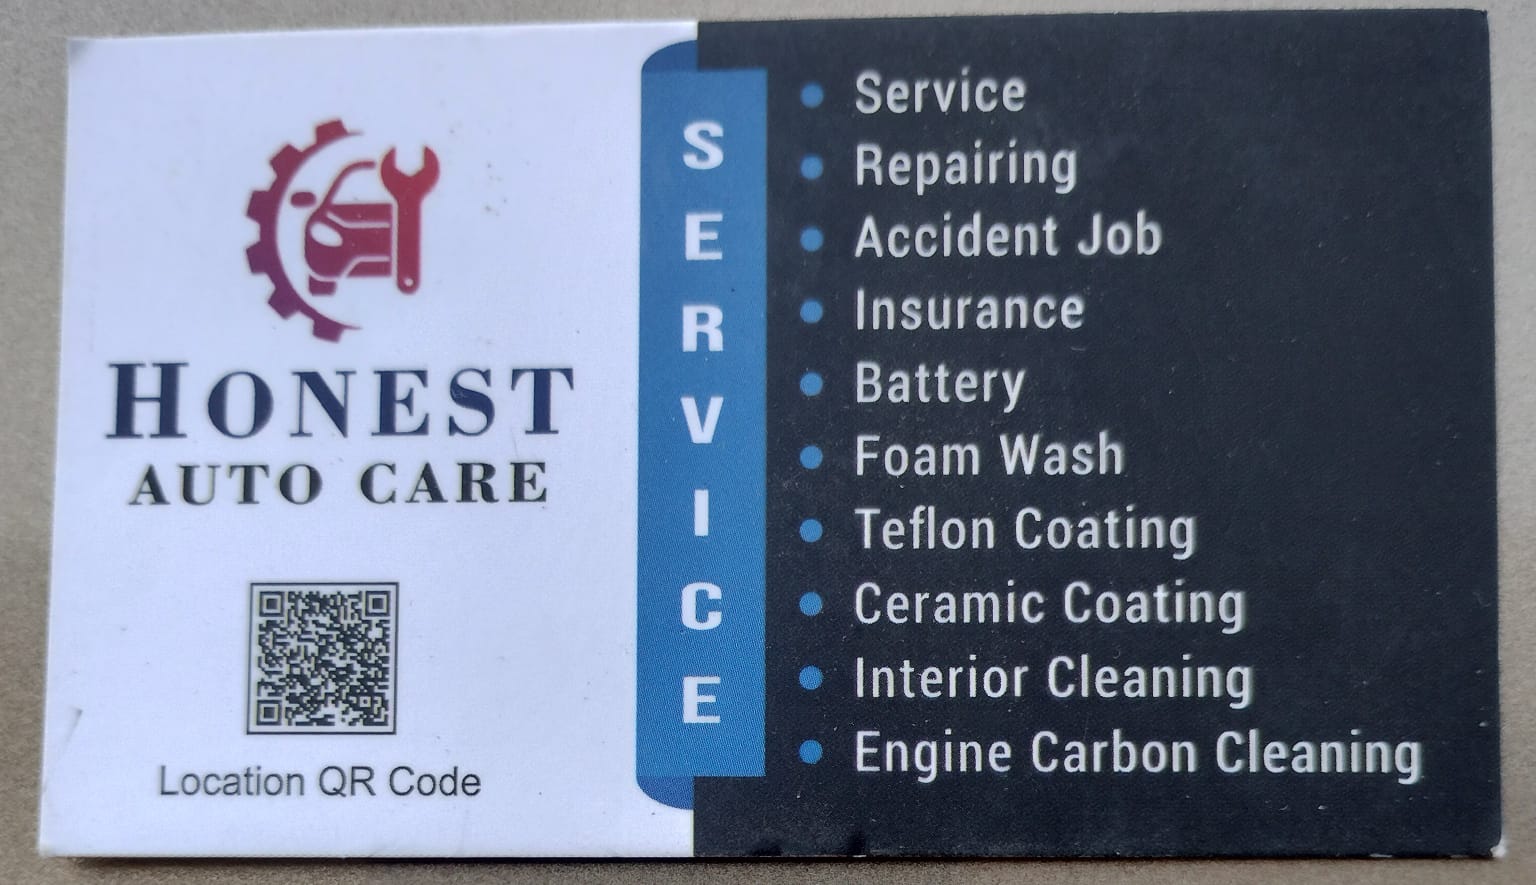 HONEST
AUTO CARE
Location QR Code
SERVICE
Service
Repairing
Accident Job
Insurance
Battery
Foam Wash
Teflon Coating
Ceramic Coating
Interior Cleaning
Engine Carbon Cleaning